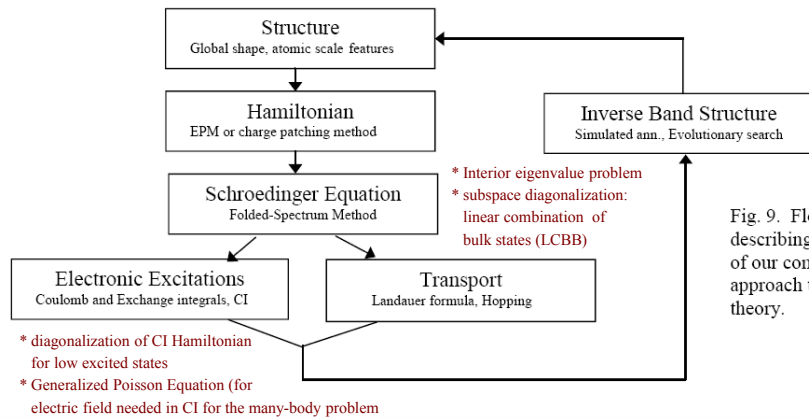 Structure
Global shape, atomic scale features
Hamiltonian
EPM or charge patching method
Inverse Band Structure
Simulated ann., Evolutionary search
Schroedinger Equation
Folded-Spectrum Method
* Interior eigenvalue problem
* subspace diagonalization:
linear combination of
bulk states (LCBB)
Electronic Excitations
Coulomb and Exchange integrals, CI
Transport
Landauer formula, Hopping
* diagonalization of CI Hamiltonian
for low excited states
* Generalized Poisson Equation (for
electric field needed in CI for the many-body problem
Fig. 9.
describing
of our
approach
theory.